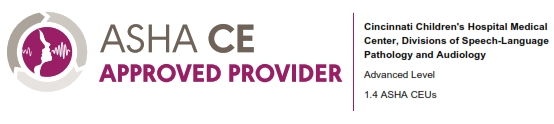 ASHA CE
APPROVED PROVIDER
Cincinnati Children's Hospital Medical
Center, Divisions of Speech-Language
Pathology and Audiology
Advanced Level
1.4 ASHA CEUs